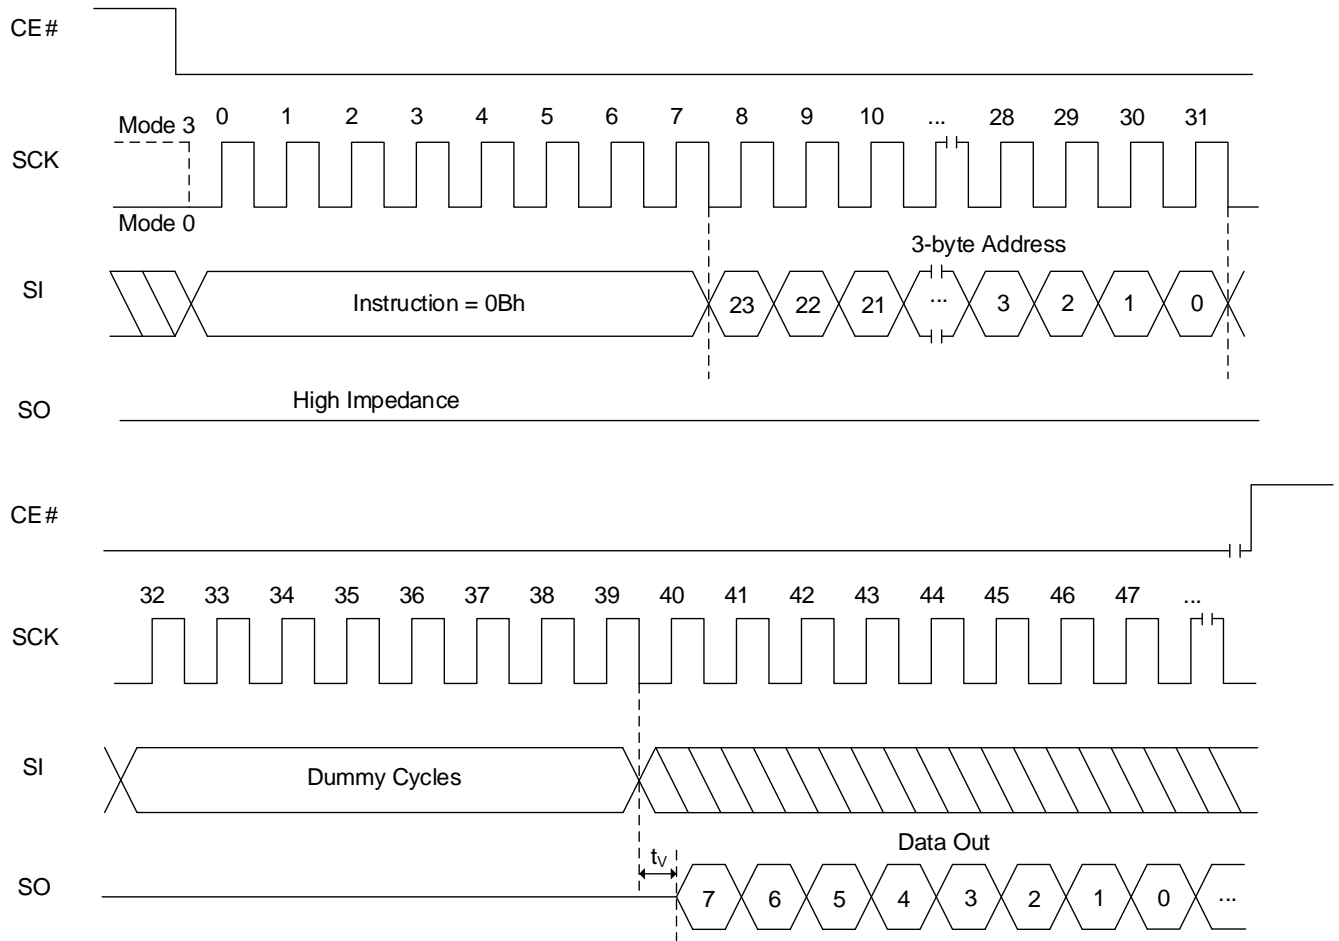 CE#
Mode 3 0 1 2 3 4 5 6 7 8 9 10 ... 28 29 30 31
SCK
Mode 0
3-byte Address
SI Instruction = 0Bh 23 22 21 ... 3 2 1 0
High Impedance
SO
CE#
32 33 34 35 36 37 38 39 40 41 42 43 44 45 46 47 ...
SCK
SI Dummy Cycles
Data Out
tV
SO 7 6 5 4 3 2 1 0 ...